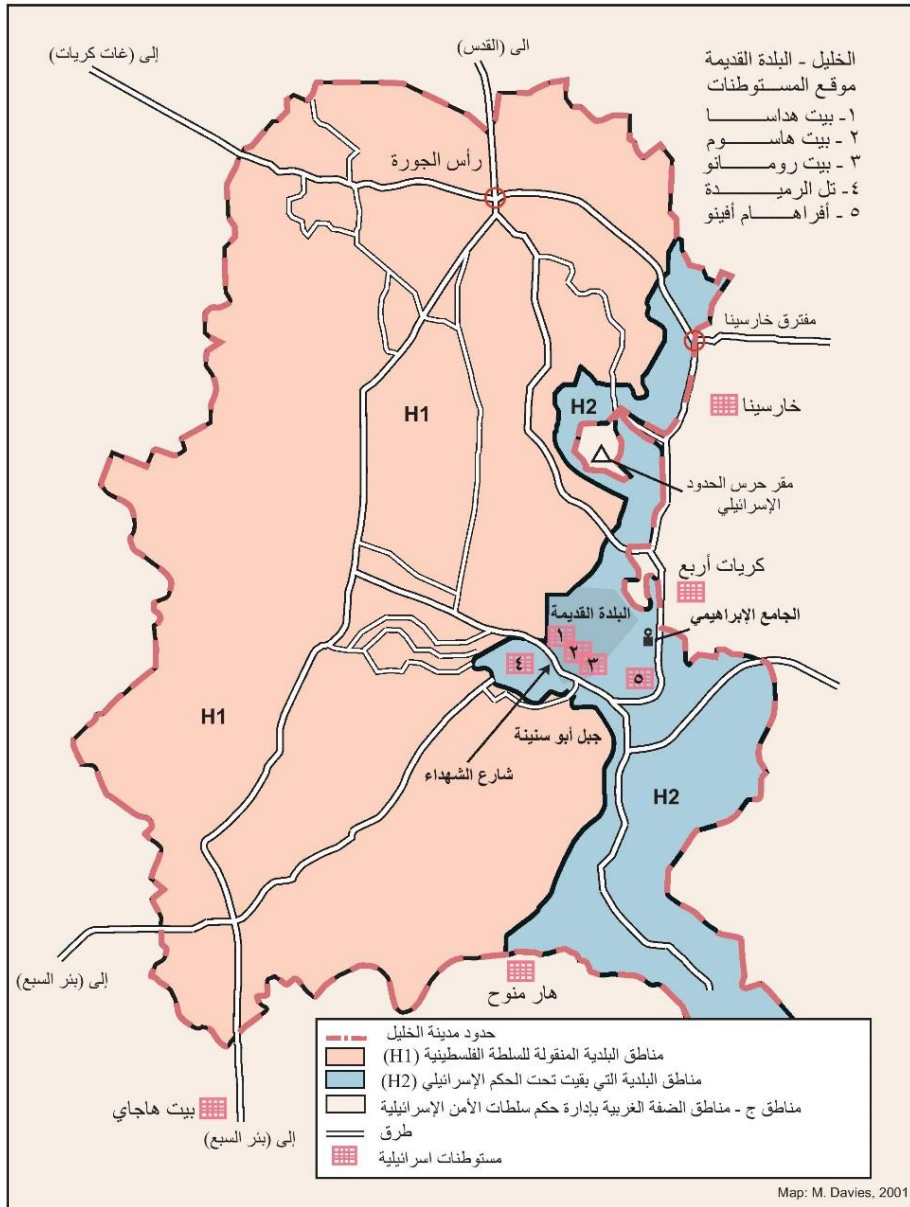 إلى (غات كريات)
الى (القدس)
الخليل - البلدة القديمة
موقع المستوطنات
١- بيت هداسا
٢- بيت هاسوم
٣- بيت رومانو
٤- تل الرميدة
٥- أفراهام أفينو
رأس الجورة
مفترق خارسينا
خارسينا
H1
H2
مقر حرس الحدود
الإسرائيلي
كريات أربع
الجامع الإبراهيمي
البلدة القديمة
١
٢
٣
٤
٥
جبل أبو سنينة
شارع الشهداء
H1
H2
إلى (بئر السبع)
هار منوح
بيت هاجاي
إلى (بئر السبع)
حدود مدينة الخليل
مناطق البلدية المنقولة للسلطة الفلسطينية (H1)
مناطق البلدية التي بقيت تحت الحكم الإسرائيلي (H2)
مناطق ج - مناطق الضفة الغربية بإدارة حكم سلطات الأمن الإسرائيلية
طرق
مستوطنات اسرائيلية
Map: M. Davies, 2001